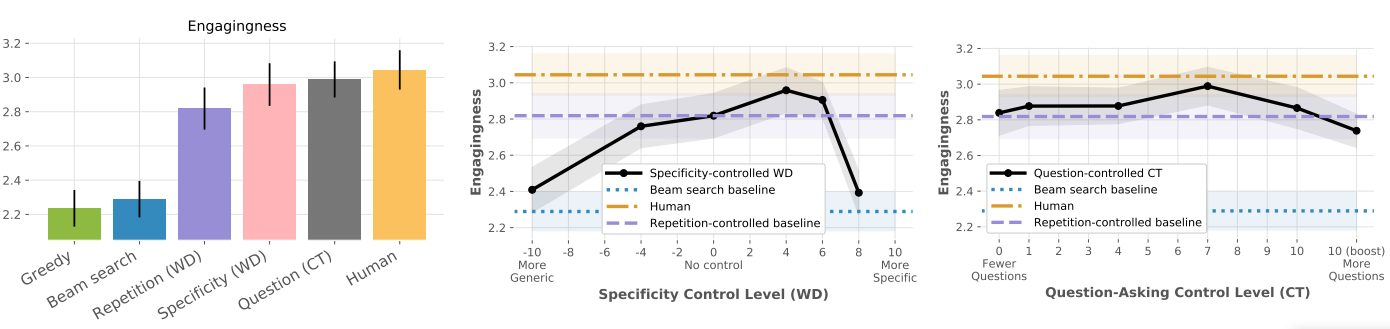 Engagingness
3.2
3.0
2.8
2.6
2.4
2.2
Greedy
Beam search
Repetition (WD)
Specificity (WD)
Question (CT)
Human
Engagingness
3.2
3.0
2.8
2.6
2.4
2.2
Specificity-controlled WD
Beam search baseline
Human
Repetition-controlled baseline
-10 -8 -6 -4 -2 0 2 4 6 8 10
More Generic
No control
More Specific
Specificity Control Level (WD)
Engagingness
3.2
3.0
2.8
2.6
2.4
2.2
Question-controlled CT
Beam search baseline
Human
Repetition-controlled baseline
0 1 2 3 4 5 6 7 8 9 10 10 (boost)
Fewer Questions
More Questions
Question-Asking Control Level (CT)